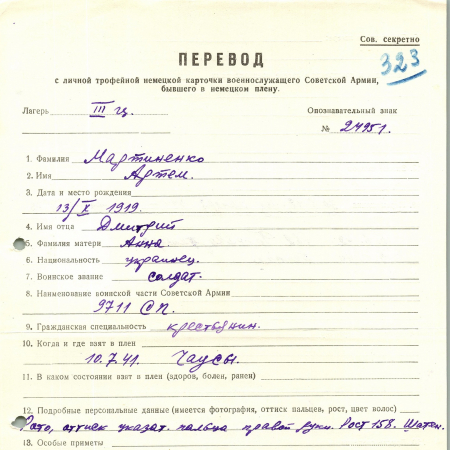 Сов. секретно
323
ПЕРЕВОД
с личной трофейной немецкой карточки военнослужащего Советской Армии,
бывшего в немецком плену.
Лагерь III ц. Опознавательный знак
№ 24951.
1. Фамилия Мартиненко
2. Имя Артем.
3. Дата и место рождения
13/X 1919.
4. Имя отца Дмитрий
5. Фамилия матери Анна.
6. Национальность украинец.
7. Воинское звание солдат.
8. Наименование воинской части Советской Армии
9711 СП.
9. Гражданская специальность крестьянин.
10. Когда и где взят в плен
10.7.41. Чаусы.
11. В каком состоянии взят в плен (здоров, болен, ранен)
12. Подробные персональные данные (имеется фотография, оттиск пальцев, рост, цвет волос)
Фото, оттиск указат. пальца правой руки. Рост 158. Шатен.
13. Особые приметы